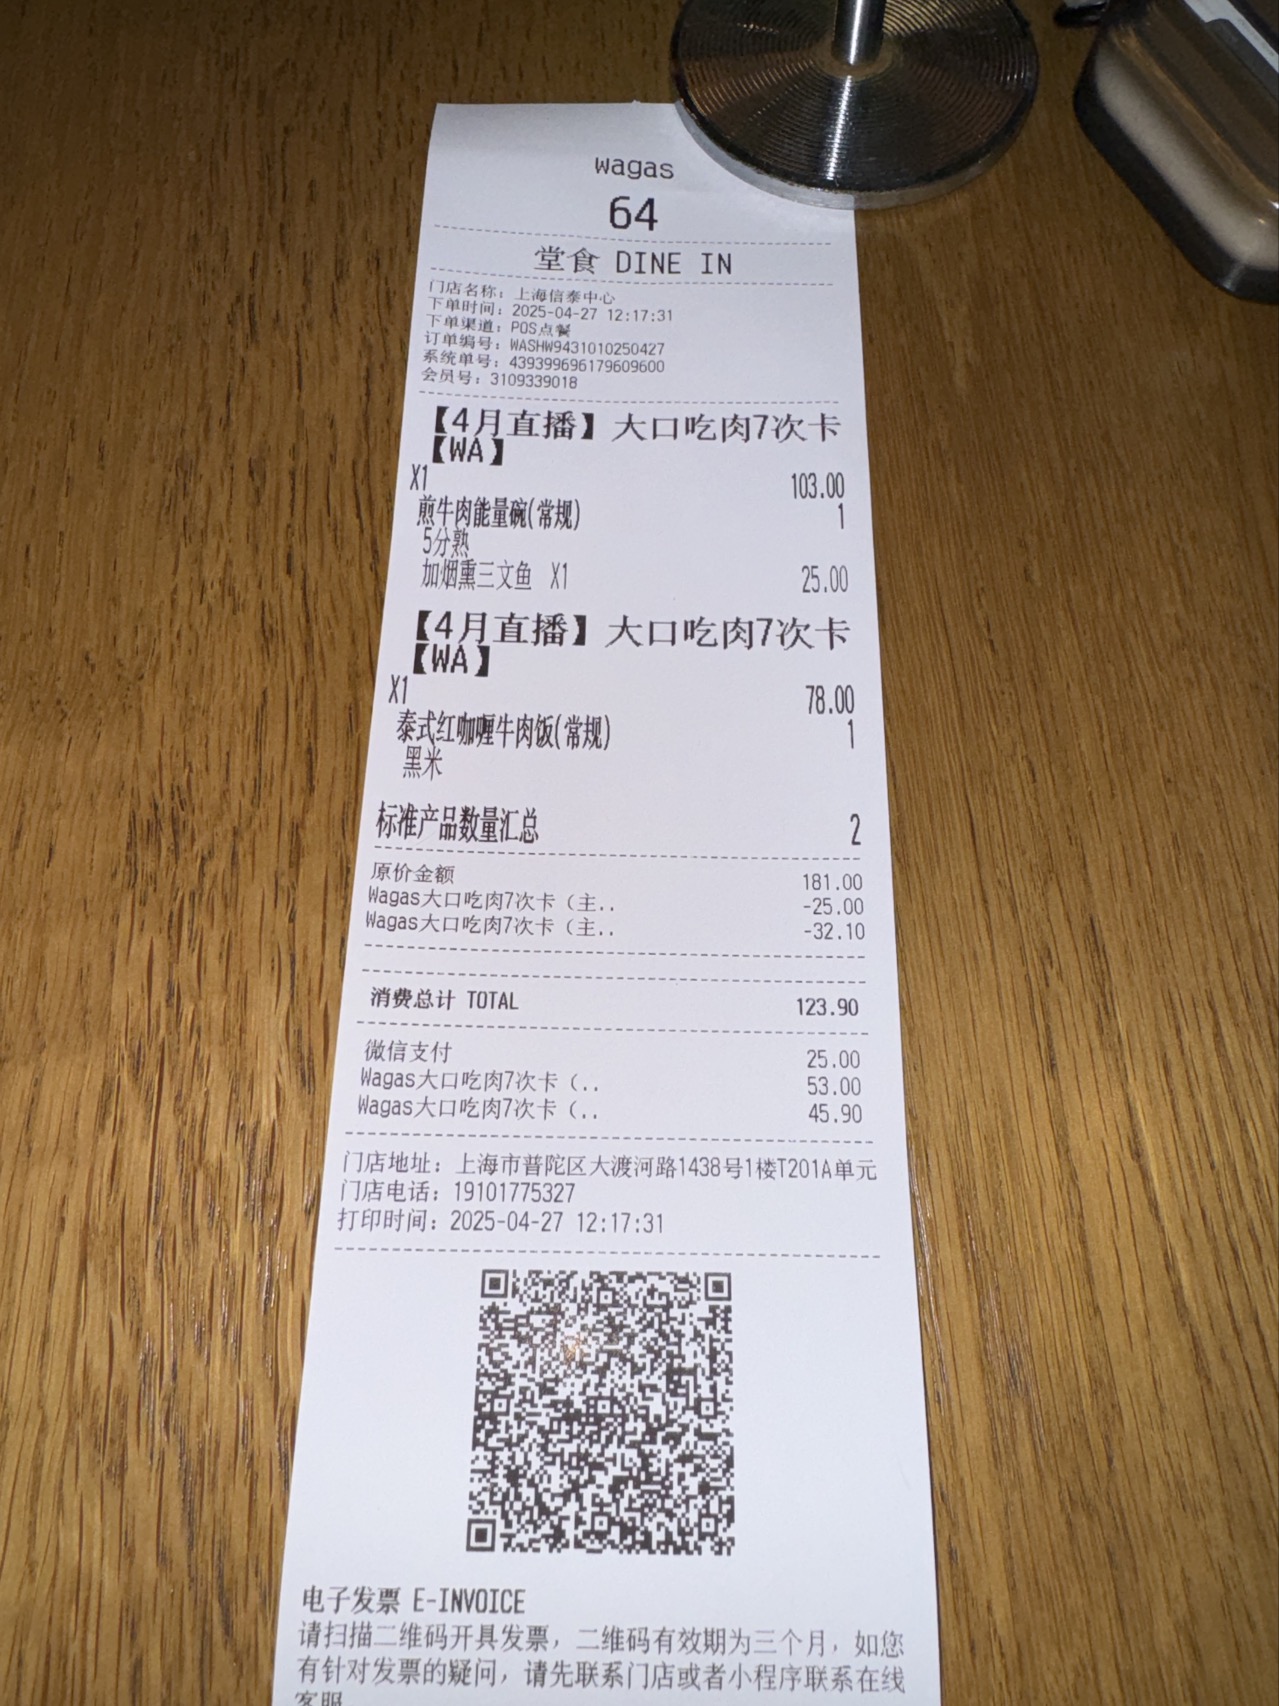 wagas
64
堂食 DINE IN
门店名称：上海信泰中心
下单时间：2025-04-27 12:17:31
下单渠道：POS点餐
订单编号：WASHW9431010250427
系统单号：439399696179609600
会员号：3109339018
【4月直播】大口吃肉7次卡
【WA】
X1 103.00
煎牛肉能量碗(常规) 1
5分熟
加烟熏三文鱼 X1 25.00
【4月直播】大口吃肉7次卡
【WA】
X1 78.00
泰式红咖喱牛肉饭(常规) 1
黑米
标准产品数量汇总 2
原价金额 181.00
Wagas大口吃肉7次卡（主.. -25.00
Wagas大口吃肉7次卡（主.. -32.10
消费总计 TOTAL 123.90
微信支付 25.00
Wagas大口吃肉7次卡（.. 53.00
Wagas大口吃肉7次卡（.. 45.90
门店地址：上海市普陀区大渡河路1438号1楼T201A单元
门店电话：19101775327
打印时间：2025-04-27 12:17:31
电子发票 E-INVOICE
请扫描二维码开具发票，二维码有效期为三个月，如您
有针对发票的疑问，请先联系门店或者小程序联系在线
客服